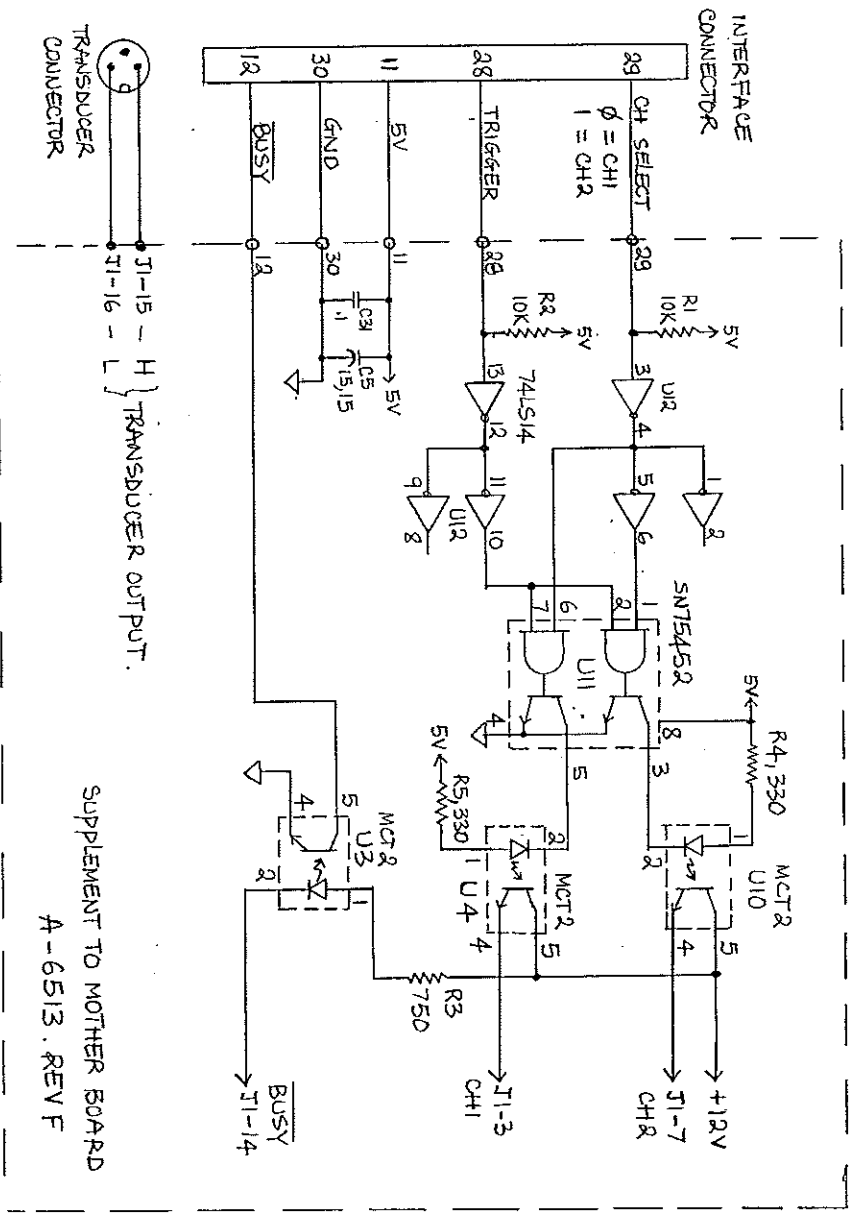 INTERFACE
CONNECTOR
29
CH SELECT
∅ = CH1
1 = CH2
29
R1
10K
5V
3
U12
4
1
2
5
6
28
TRIGGER
28
R2
10K
5V
13
74LS14
12
11
10
9
8
U12
SN75452
1
2
6
7
U11
8
3
4
5
5V
R4, 330
1
2
MCT2
U10
5
4
+12V
J1-7
CH2
5V
R5, 330
2
1
MCT2
U4
5
4
J1-3
CH1
11
5V
11
5V
30
GND
30
C31
.1
C5
15,15
12
BUSY
12
R3
750
MCT2
U3
5
4
1
2
BUSY
J1-14
TRANSDUCER
CONNECTOR
J1-15 - H
J1-16 - L
TRANSDUCER OUTPUT.
SUPPLEMENT TO MOTHER BOARD
A-6513. REV F